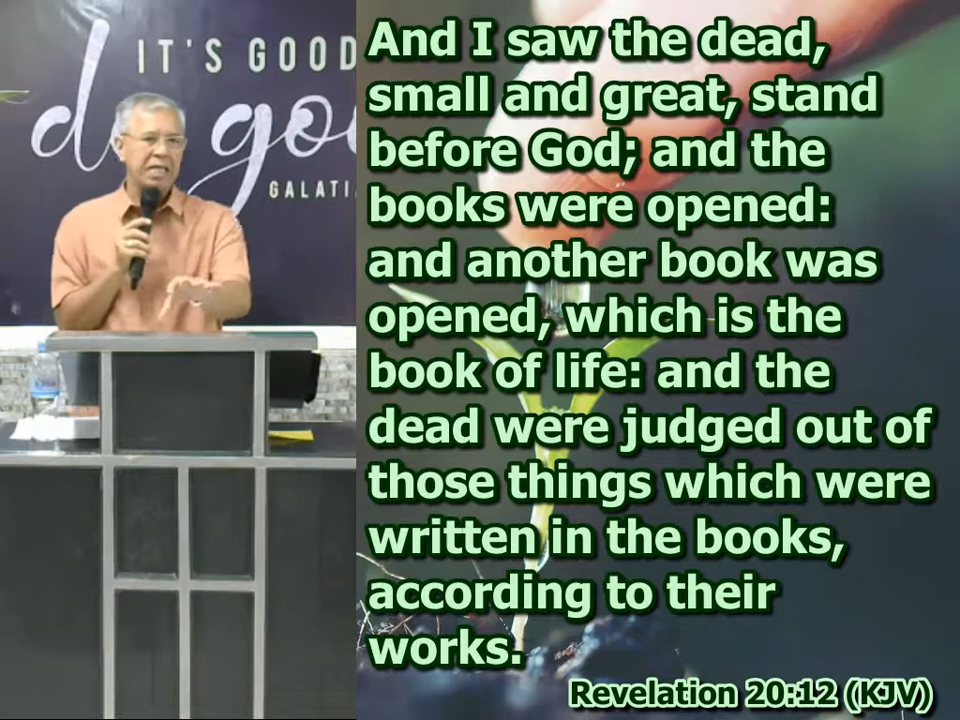 IT'S GOOD
do goo
GALATI
And I saw the dead,
small and great, stand
before God; and the
books were opened:
and another book was
opened, which is the
book of life: and the
dead were judged out of
those things which were
written in the books,
according to their
works.
Revelation 20:12 (KJV)